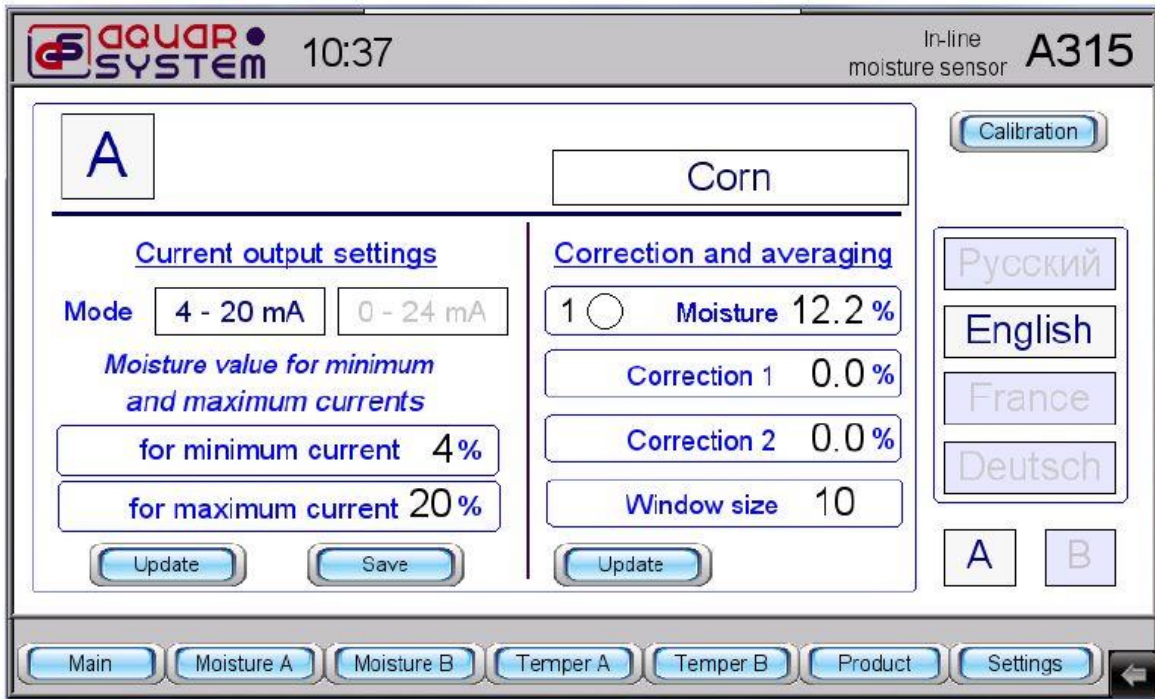 aquar
system
10:37
In-line
moisture sensor
A315
A
Corn
Calibration
Current output settings
Mode 4 - 20 mA 0 - 24 mA
Moisture value for minimum
and maximum currents
for minimum current 4 %
for maximum current 20 %
Update Save
Correction and averaging
1 Moisture 12.2 %
Correction 1 0.0 %
Correction 2 0.0 %
Window size 10
Update
Русский
English
France
Deutsch
A B
Main Moisture A Moisture B Temper A Temper B Product Settings